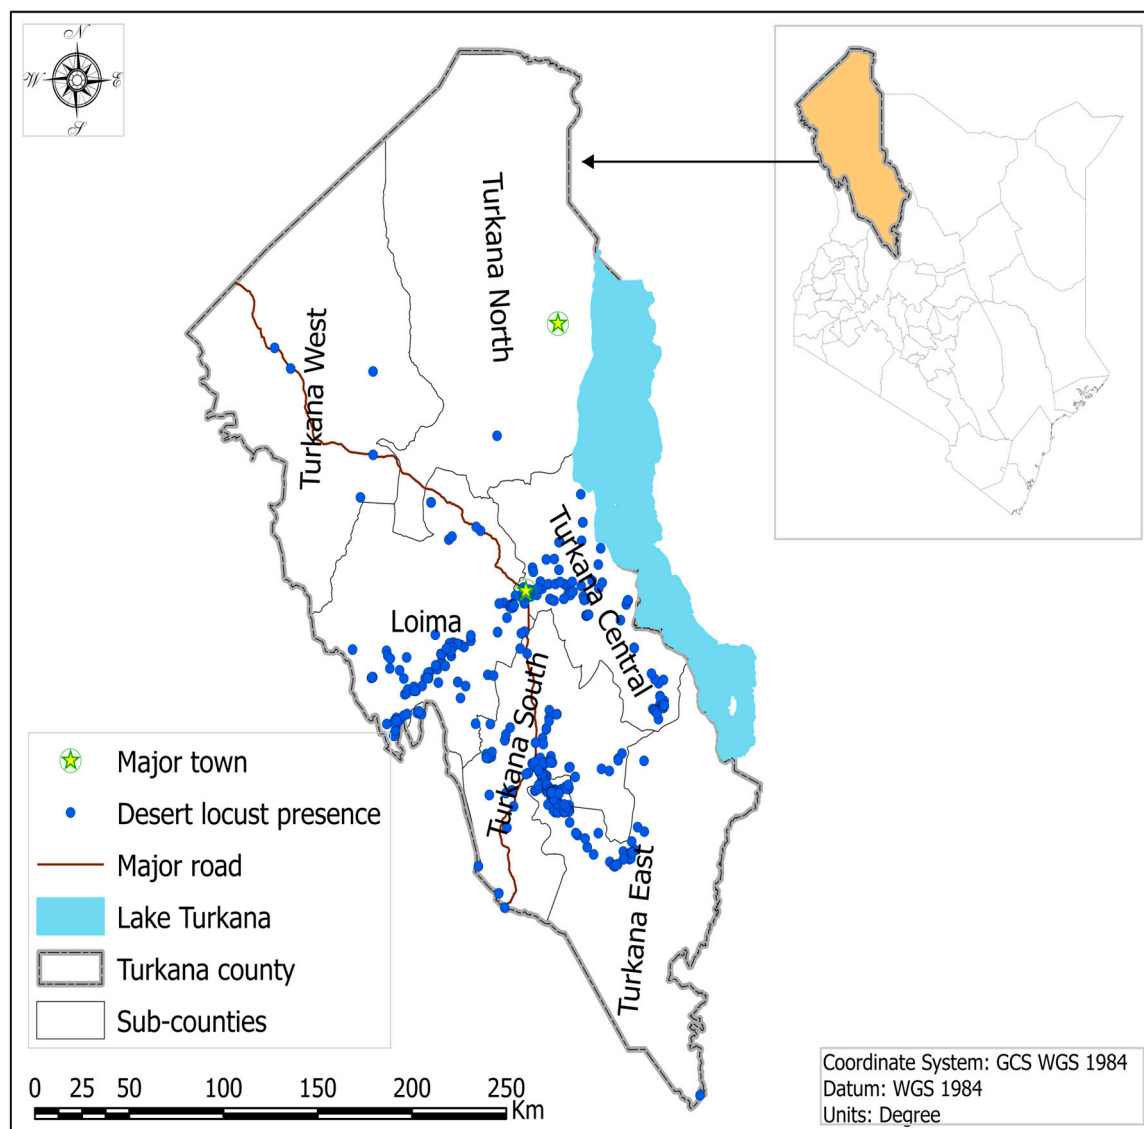 N
W E
S
Turkana North
Turkana West
Turkana Central
Loima
Turkana South
Turkana East
Major town
Desert locust presence
Major road
Lake Turkana
Turkana county
Sub-counties
0 25 50 100 150 200 250
Km
Coordinate System: GCS WGS 1984
Datum: WGS 1984
Units: Degree